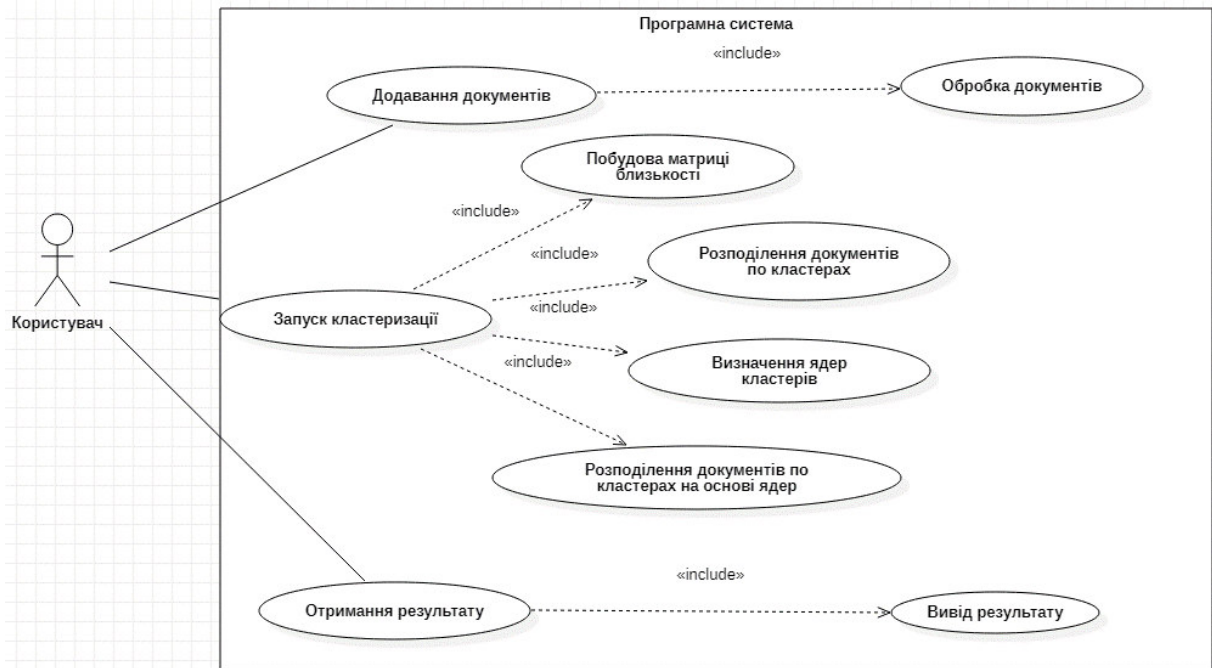 Програмна система
«include»
Додавання документів
Обробка документів
Побудова матриці
близькості
«include»
«include»
Розподілення документів
по кластерах
Користувач
Запуск кластеризації
«include»
«include»
Визначення ядер
кластерів
Розподілення документів по
кластерах на основі ядер
«include»
Отримання результату
Вивід результату